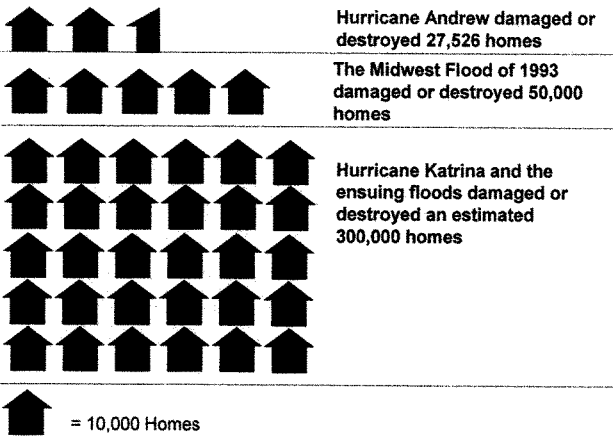 Hurricane Andrew damaged or
destroyed 27,526 homes
The Midwest Flood of 1993
damaged or destroyed 50,000
homes
Hurricane Katrina and the
ensuing floods damaged or
destroyed an estimated
300,000 homes
= 10,000 Homes